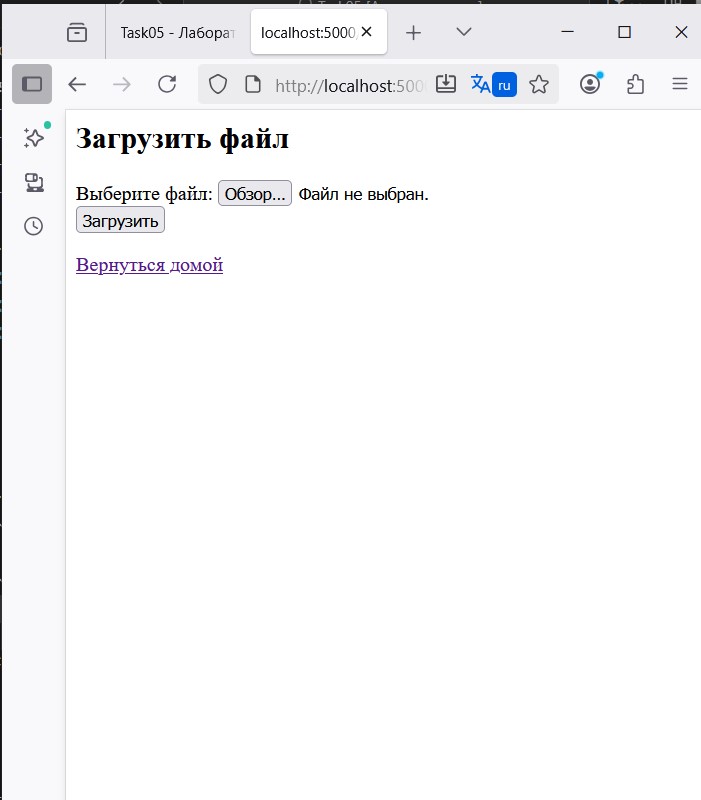 Task05 - Лаборат
localhost:5000
http://localhost:500
ru
Загрузить файл
Выберите файл: Обзор... Файл не выбран.
Загрузить
Вернуться домой